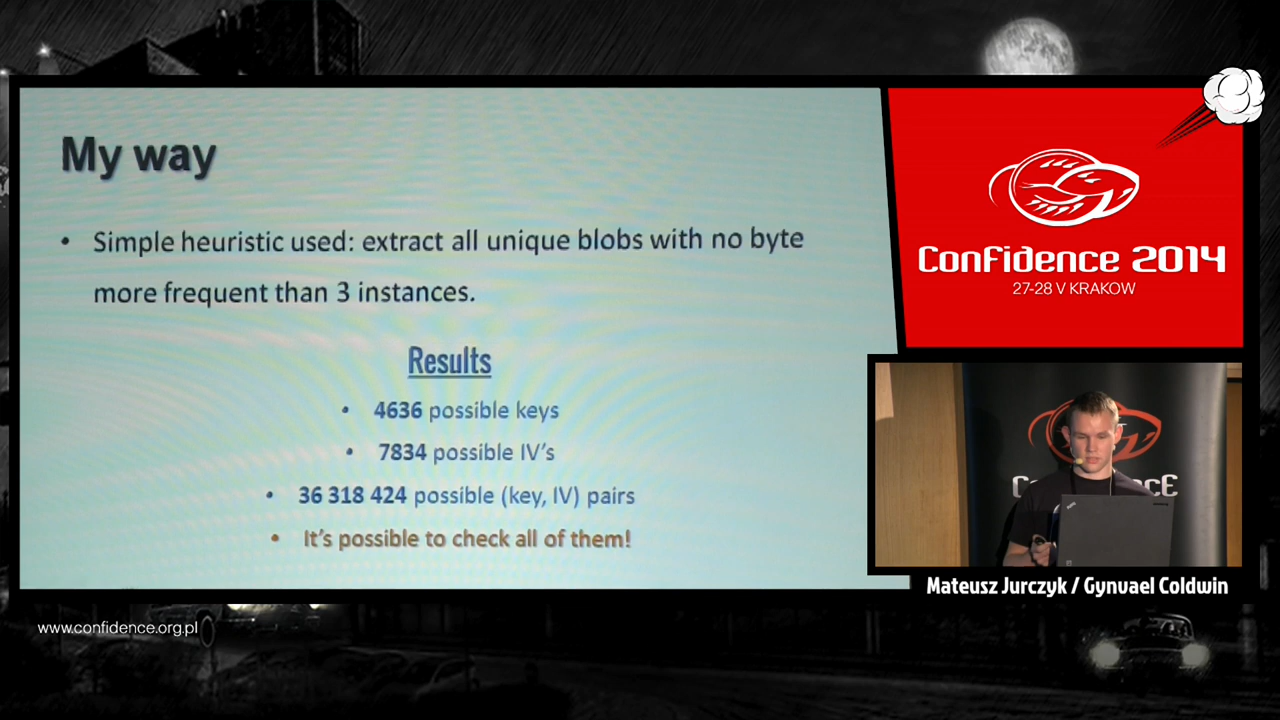 My way
• Simple heuristic used: extract all unique blobs with no byte
more frequent than 3 instances.
Results
• 4636 possible keys
• 7834 possible IV's
• 36 318 424 possible (key, IV) pairs
• It's possible to check all of them!
Confidence 2014
27-28 V KRAKOW
Mateusz Jurczyk / Gynvael Coldwin
www.confidence.org.pl